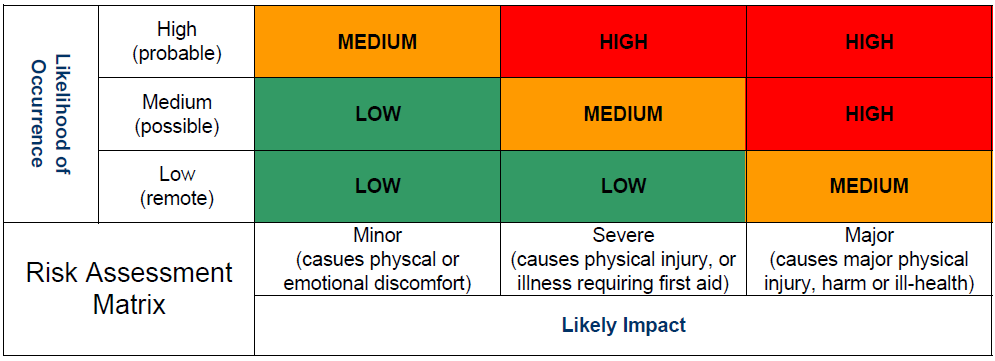 Likelihood of
Occurrence
High
(probable)
MEDIUM
HIGH
HIGH
Medium
(possible)
LOW
MEDIUM
HIGH
Low
(remote)
LOW
LOW
MEDIUM
Risk Assessment
Matrix
Minor
(casues physcal or
emotional discomfort)
Severe
(causes physical injury, or
illness requiring first aid)
Major
(causes major physical
injury, harm or ill-health)
Likely Impact